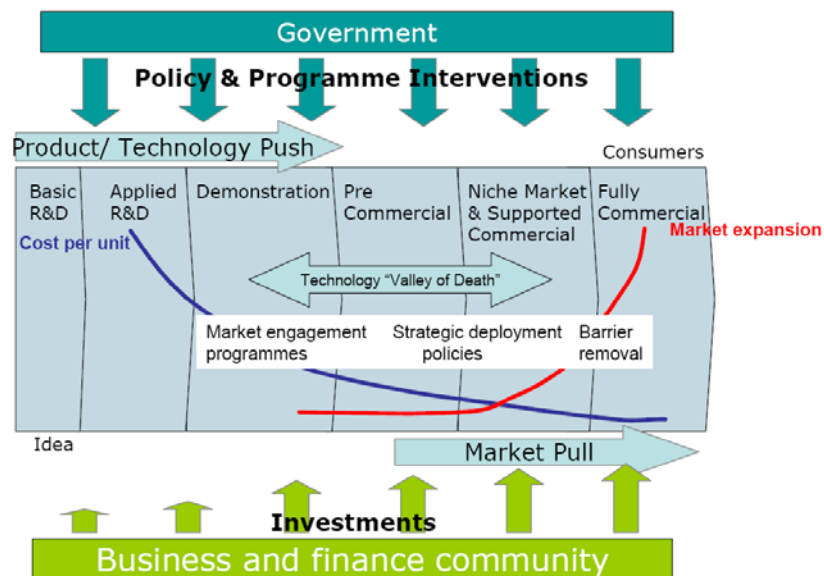 Government
Policy & Programme Interventions
Product/ Technology Push
Consumers
Basic
R&D
Applied
R&D
Demonstration
Pre
Commercial
Niche Market
& Supported
Commercial
Fully
Commercial
Cost per unit
Market expansion
Technology “Valley of Death”
Market engagement
programmes
Strategic deployment
policies
Barrier
removal
Idea
Market Pull
Investments
Business and finance community